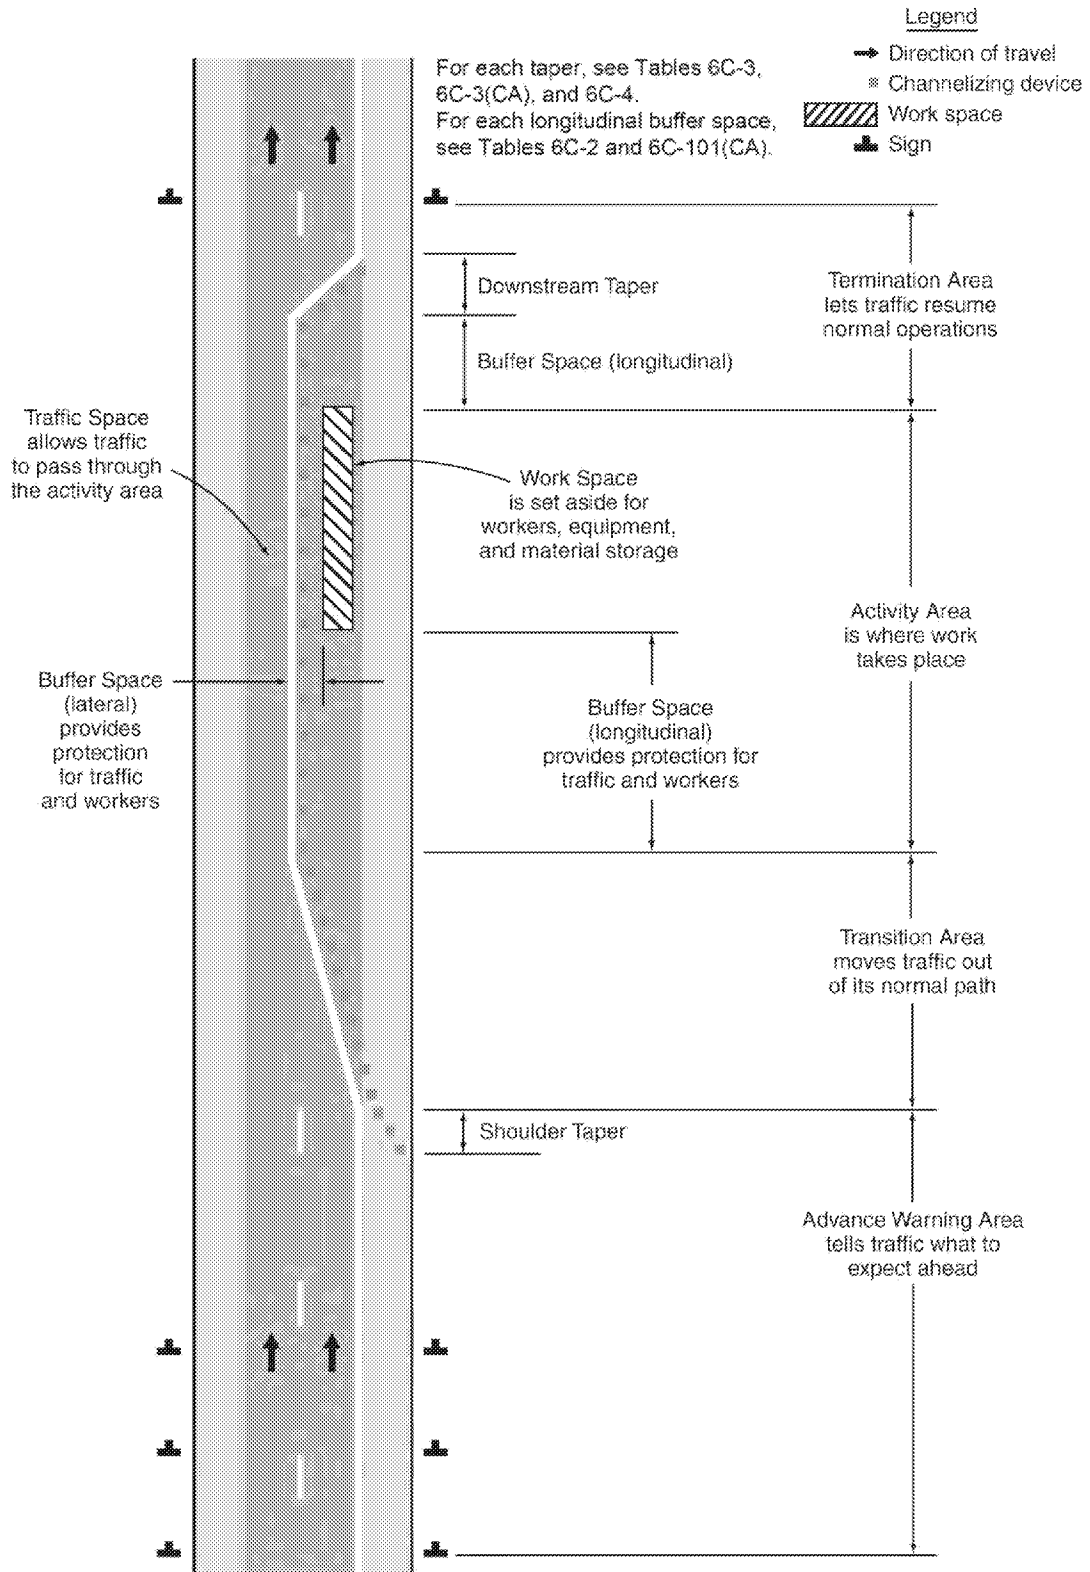 Legend
Direction of travel
Channelizing device
Work space
Sign
For each taper, see Tables 6C-3,
6C-3(CA), and 6C-4.
For each longitudinal buffer space,
see Tables 6C-2 and 6C-101(CA).
Termination Area
lets traffic resume
normal operations
Downstream Taper
Buffer Space (longitudinal)
Traffic Space
allows traffic
to pass through
the activity area
Work Space
is set aside for
workers, equipment,
and material storage
Activity Area
is where work
takes place
Buffer Space
(lateral)
provides
protection
for traffic
and workers
Buffer Space
(longitudinal)
provides protection for
traffic and workers
Transition Area
moves traffic out
of its normal path
Shoulder Taper
Advance Warning Area
tells traffic what to
expect ahead